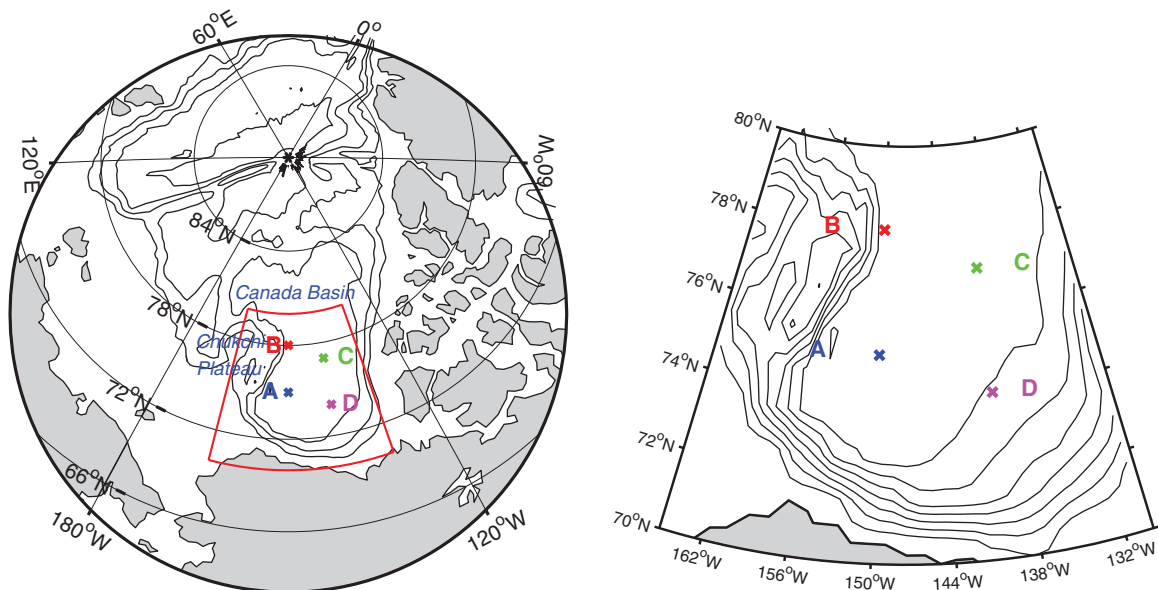 60°E
0°
120°E
60°W
84°N
Canada Basin
78°N
Chukchi
B
C
Plateau
A
D
72°N
66°N
180°W
120°W
80°N
78°N
B
C
76°N
A
74°N
D
72°N
70°N
162°W
156°W
150°W
144°W
138°W
132°W